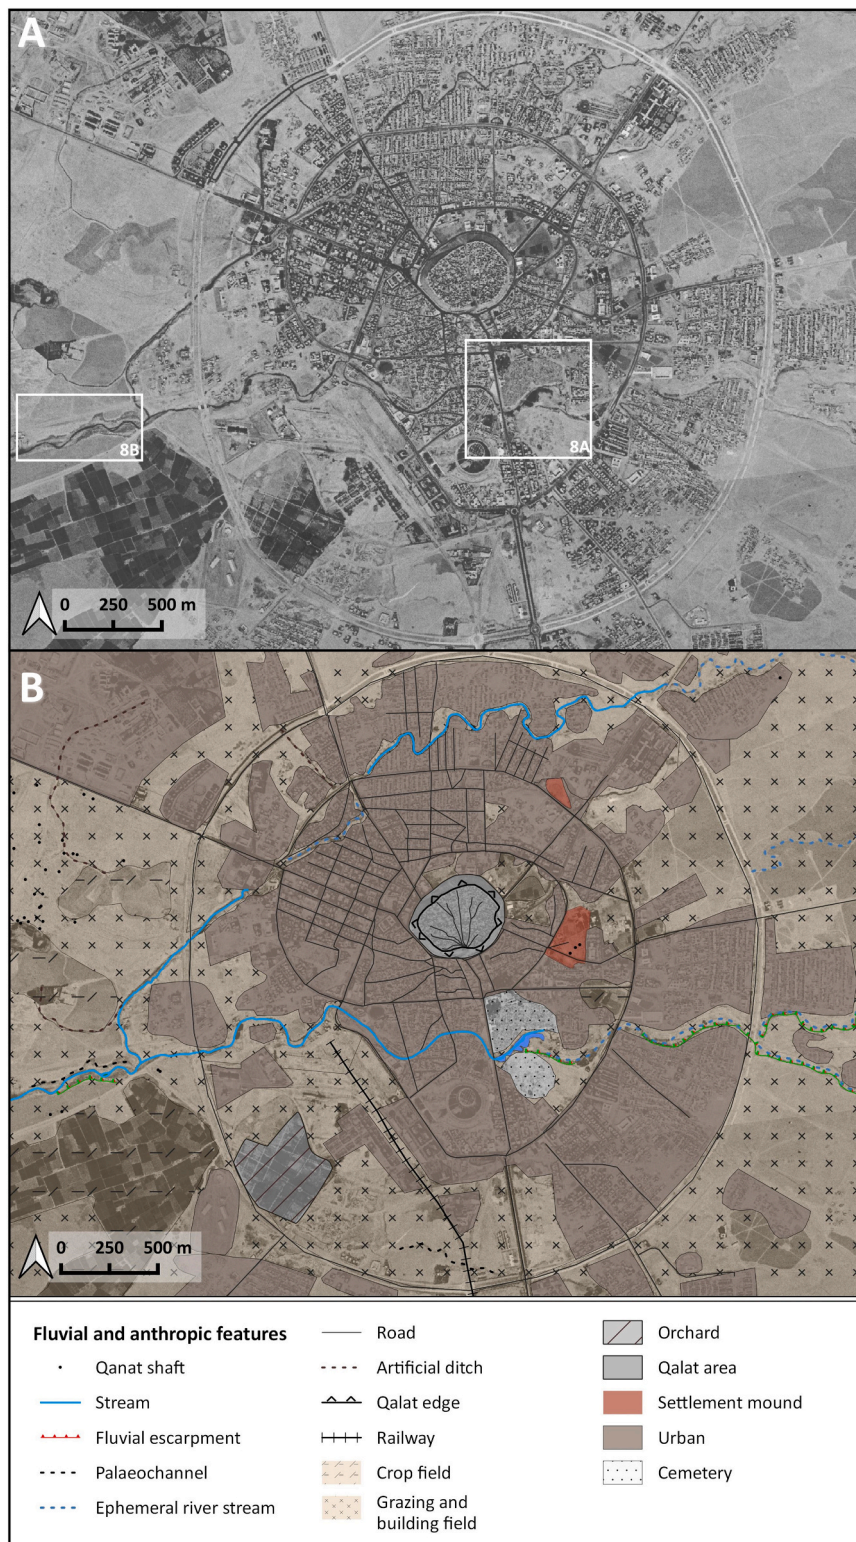 A
8B
8A
0 250 500 m
B
0 250 500 m
Fluvial and anthropic features
Qanat shaft
Stream
Fluvial escarpment
Palaeochannel
Ephemeral river stream
Road
Artificial ditch
Qalat edge
Railway
Crop field
Grazing and
building field
Orchard
Qalat area
Settlement mound
Urban
Cemetery